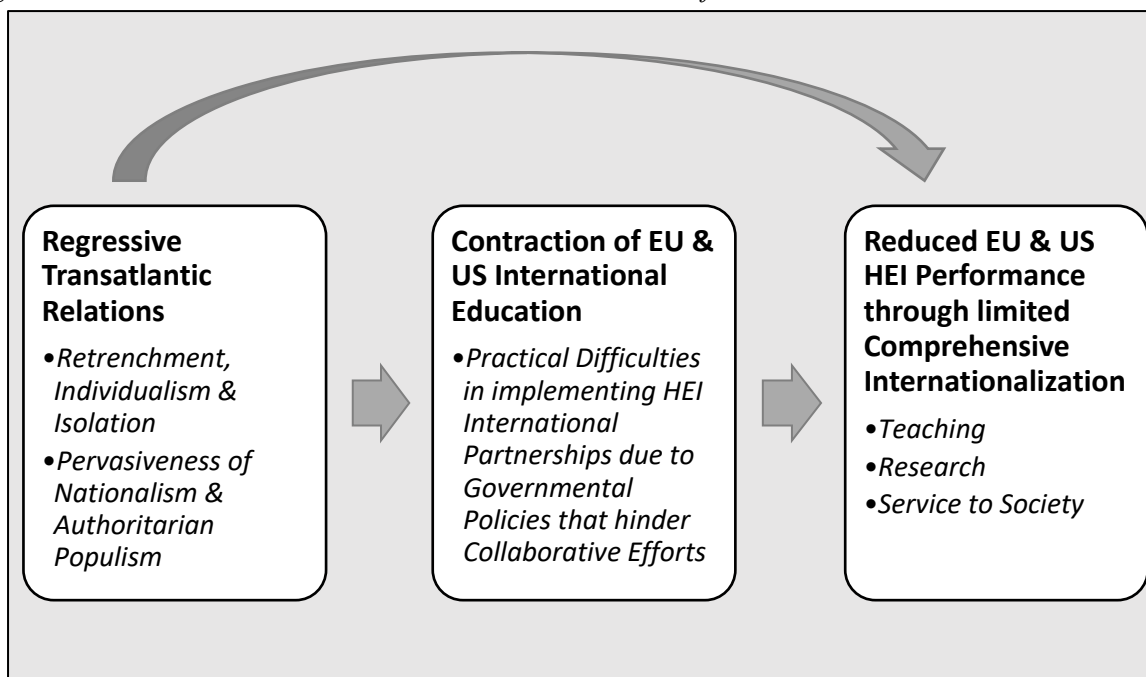 Regressive
Transatlantic
Relations
•Retrenchment,
Individualism &
Isolation
•Pervasiveness of
Nationalism &
Authoritarian
Populism
Contraction of EU &
US International
Education
•Practical Difficulties
in implementing HEI
International
Partnerships due to
Governmental
Policies that hinder
Collaborative Efforts
Reduced EU & US
HEI Performance
through limited
Comprehensive
Internationalization
•Teaching
•Research
•Service to Society